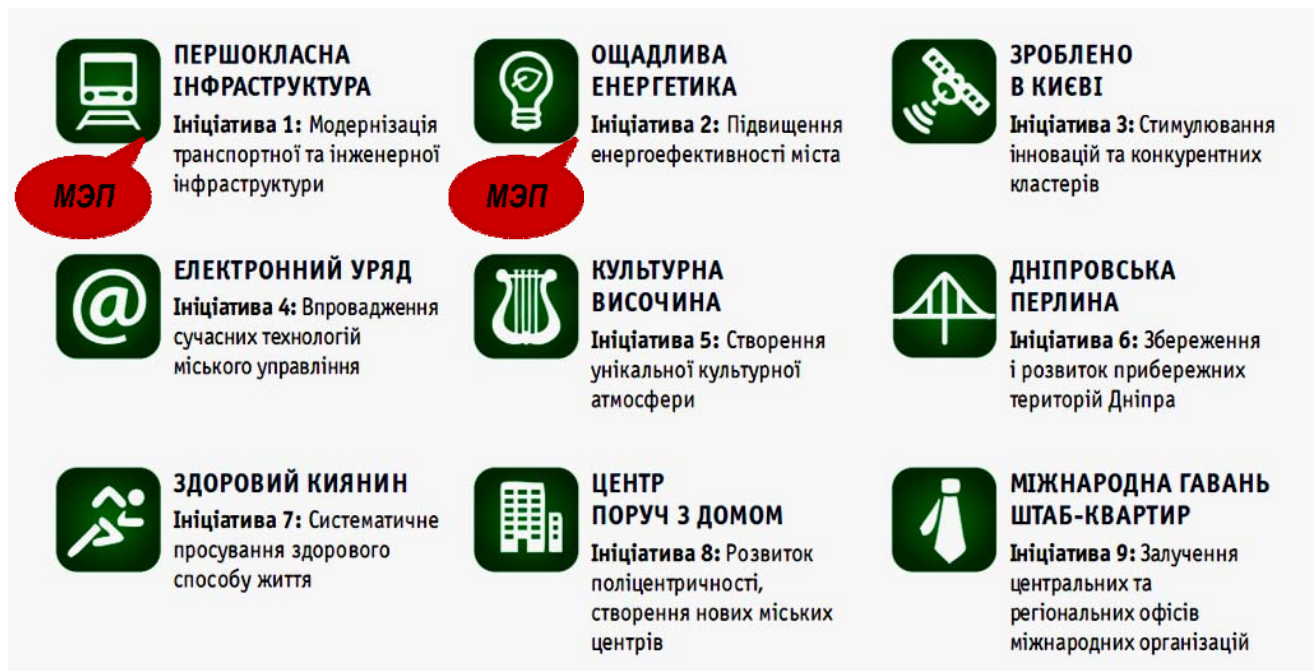 ПЕРШОКЛАСНА
ІНФРАСТРУКТУРА
Ініціатива 1: Модернізація
транспортної та інженерної
інфраструктури
МЭП
ОЩАДЛИВА
ЕНЕРГЕТИКА
Ініціатива 2: Підвищення
енергоефективності міста
МЭП
ЗРОБЛЕНО
В КИЄВІ
Ініціатива 3: Стимулювання
інновацій та конкурентних
кластерів
ЕЛЕКТРОННИЙ УРЯД
Ініціатива 4: Впровадження
сучасних технологій
міського управління
КУЛЬТУРНА
ВИСОЧИНА
Ініціатива 5: Створення
унікальної культурної
атмосфери
ДНІПРОВСЬКА
ПЕРЛИНА
Ініціатива 6: Збереження
і розвиток прибережних
територій Дніпра
ЗДОРОВИЙ КИЯНИН
Ініціатива 7: Систематичне
просування здорового
способу життя
ЦЕНТР
ПОРУЧ З ДОМОМ
Ініціатива 8: Розвиток
поліцентричності,
створення нових міських
центрів
МІЖНАРОДНА ГАВАНЬ
ШТАБ-КВАРТИР
Ініціатива 9: Залучення
центральних та
регіональних офісів
міжнародних організацій